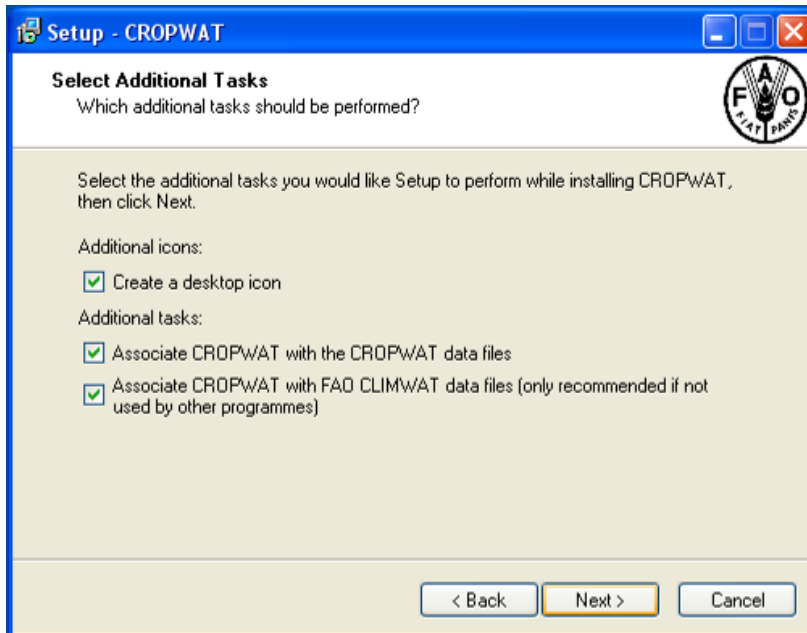 Setup - CROPWAT
Select Additional Tasks
Which additional tasks should be performed?
FAO
FIAT PANIS
Select the additional tasks you would like Setup to perform while installing CROPWAT,
then click Next.
Additional icons:
Create a desktop icon
Additional tasks:
Associate CROPWAT with the CROPWAT data files
Associate CROPWAT with FAO CLIMWAT data files (only recommended if not
used by other programmes)
< Back
Next >
Cancel